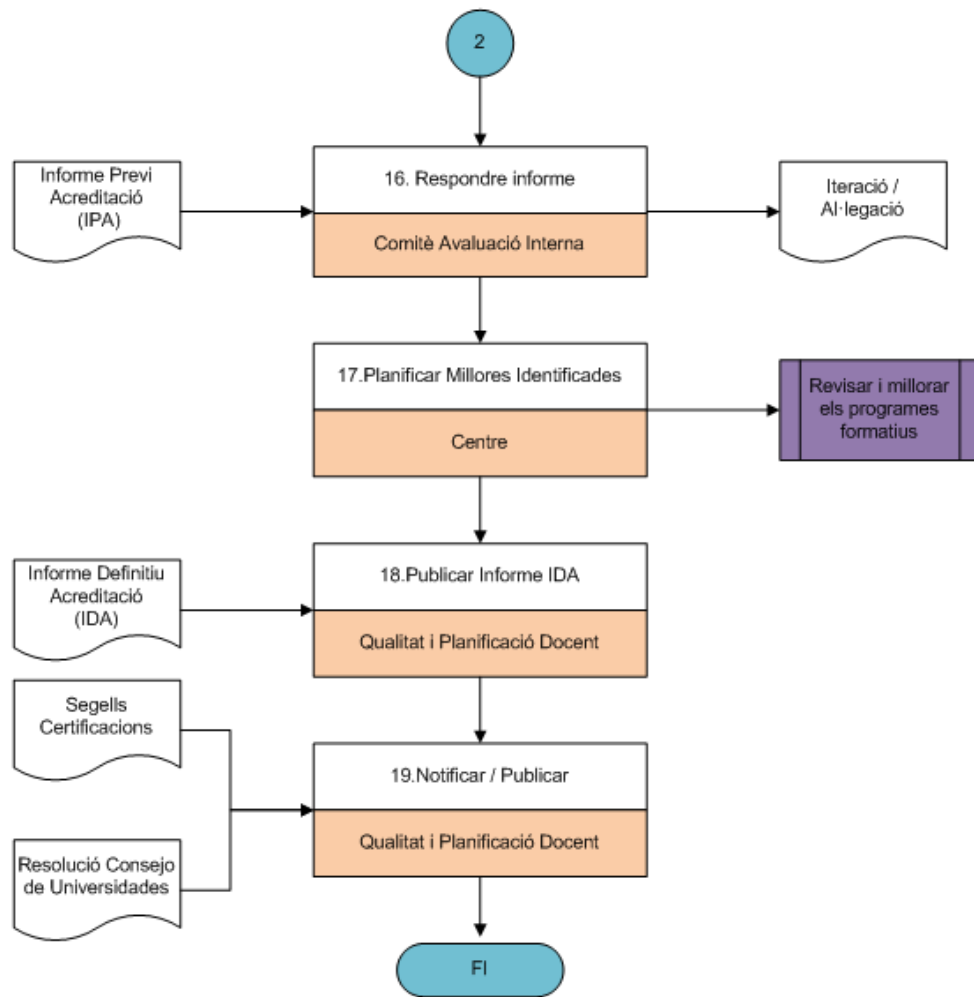 2
Informe Previ
Acreditació
(IPA)
16. Respondre informe
Comitè Avaluació Interna
Iteració /
Al·legació
17.Planificar Millores Identificades
Centre
Revisar i millorar
els programes
formatius
Informe Definitiu
Acreditació
(IDA)
18.Publicar Informe IDA
Qualitat i Planificació Docent
Segells
Certificacions
19.Notificar / Publicar
Qualitat i Planificació Docent
Resolució Consejo
de Universidades
FI